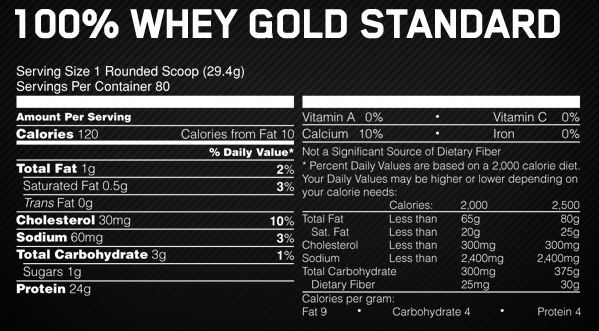 100% WHEY GOLD STANDARD
Serving Size 1 Rounded Scoop (29.4g)
Servings Per Container 80
Amount Per Serving
Calories 120 Calories from Fat 10
% Daily Value*
Total Fat 1g 2%
Saturated Fat 0.5g 3%
Trans Fat 0g
Cholesterol 30mg 10%
Sodium 60mg 3%
Total Carbohydrate 3g 1%
Sugars 1g
Protein 24g
Vitamin A 0% • Vitamin C 0%
Calcium 10% • Iron 0%
Not a Significant Source of Dietary Fiber
* Percent Daily Values are based on a 2,000 calorie diet.
Your Daily Values may be higher or lower depending on
your calorie needs:
Calories: 2,000 2,500
Total Fat Less than 65g 80g
Sat. Fat Less than 20g 25g
Cholesterol Less than 300mg 300mg
Sodium Less than 2,400mg 2,400mg
Total Carbohydrate 300mg 375g
Dietary Fiber 25mg 30g
Calories per gram:
Fat 9 • Carbohydrate 4 • Protein 4